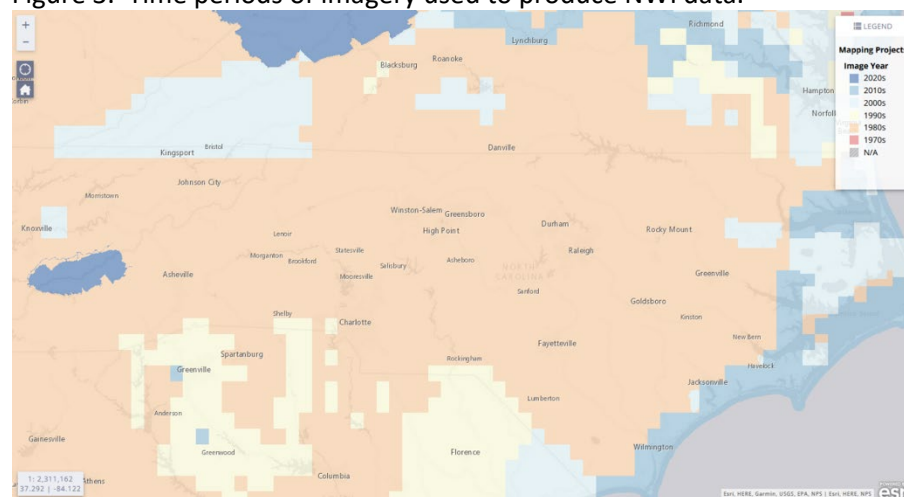 Figure 3. Time periods of imagery used to produce NWI data.
+
−
LEGEND
Mapping Project
Image Year
2020s
2010s
2000s
1990s
1980s
1970s
N/A
Richmond
Lynchburg
Roanoke
Blacksburg
Hampton
Norfol
Danville
Kingsport
Bristol
Johnson City
Morristown
Knoxville
Winston-Salem
Greensboro
High Point
Durham
Raleigh
Rocky Mount
Lenoir
Morganton
Brookford
Statesville
Salisbury
Mooresville
Asheboro
NORTH
CAROLINA
Sanford
Greenville
Goldsboro
Kinston
Asheville
Shelby
Charlotte
Fayetteville
New Bern
Havelock
Jacksonville
Spartanburg
Greenville
Rockingham
Lumberton
Anderson
Greenwood
Florence
Wilmington
Gainesville
Columbia
Athens
1: 2,311,162
37.292 | -84.122
Esri, HERE, Garmin, USGS, EPA, NPS | Esri, HERE, NPS
esri